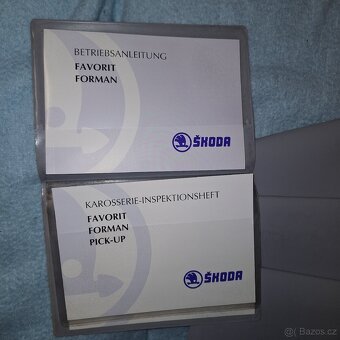 BETRIEBSANLEITUNG
FAVORIT
FORMAN
ŠKODA
KAROSSERIE-INSPEKTIONSHEFT
FAVORIT
FORMAN
PICK-UP
ŠKODA
Bazos.cz